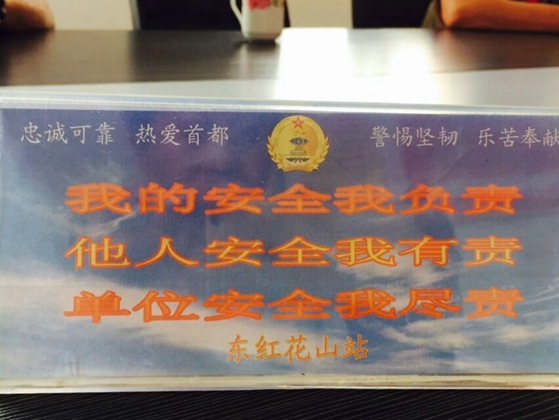 忠诚可靠 热爱首都 警惕坚韧 乐苦奉献
我的安全我负责
他人安全我有责
单位安全我尽责
东红花山站